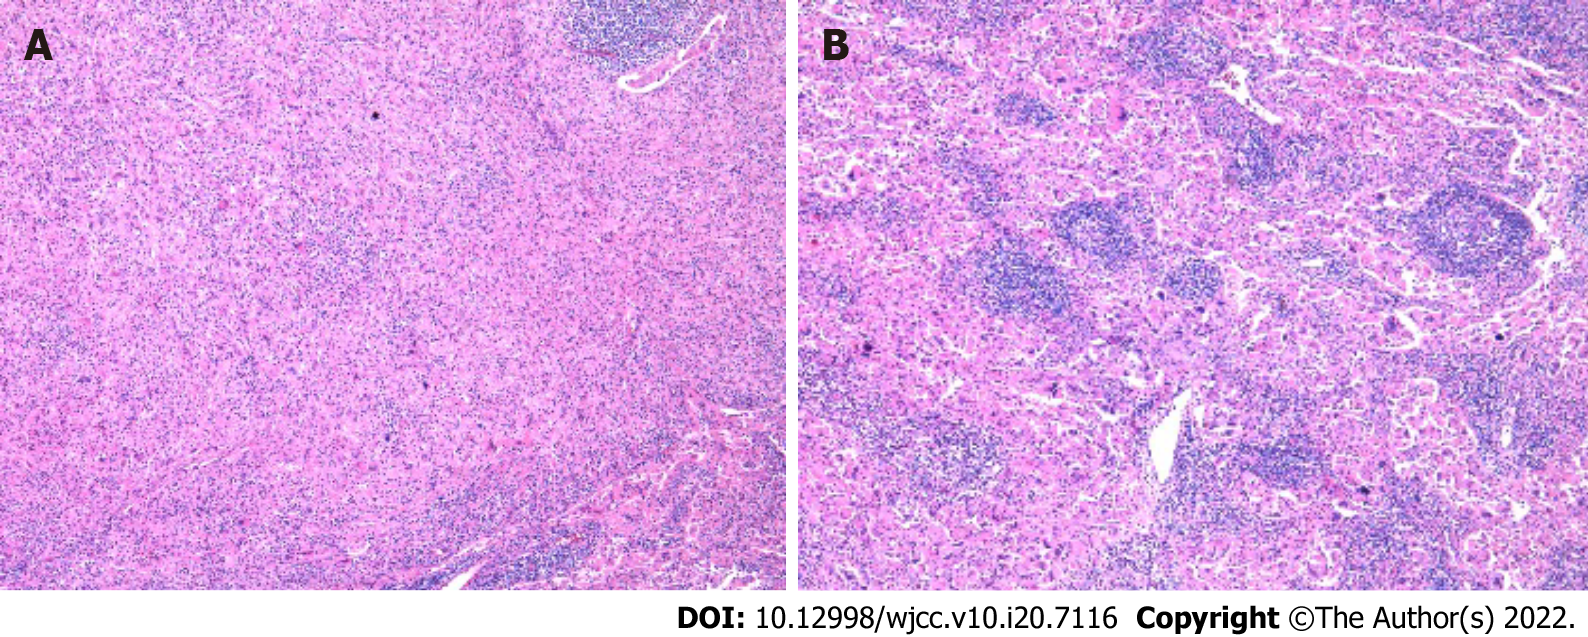 A
B
DOI: 10.12998/wjcc.v10.i20.7116 Copyright ©The Author(s) 2022.